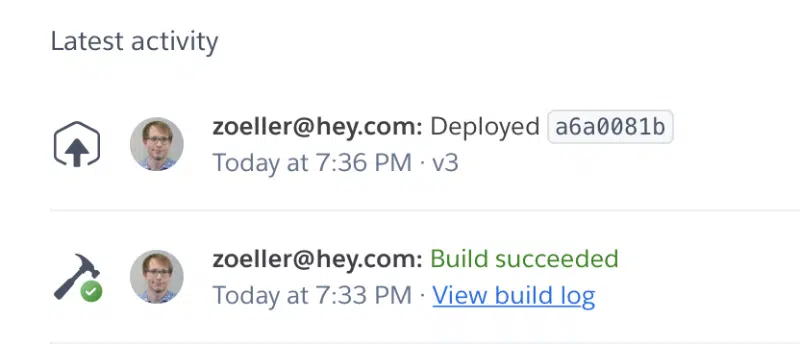 Latest activity
zoeller@hey.com: Deployed a6a0081b
Today at 7:36 PM · v3
zoeller@hey.com: Build succeeded
Today at 7:33 PM · View build log